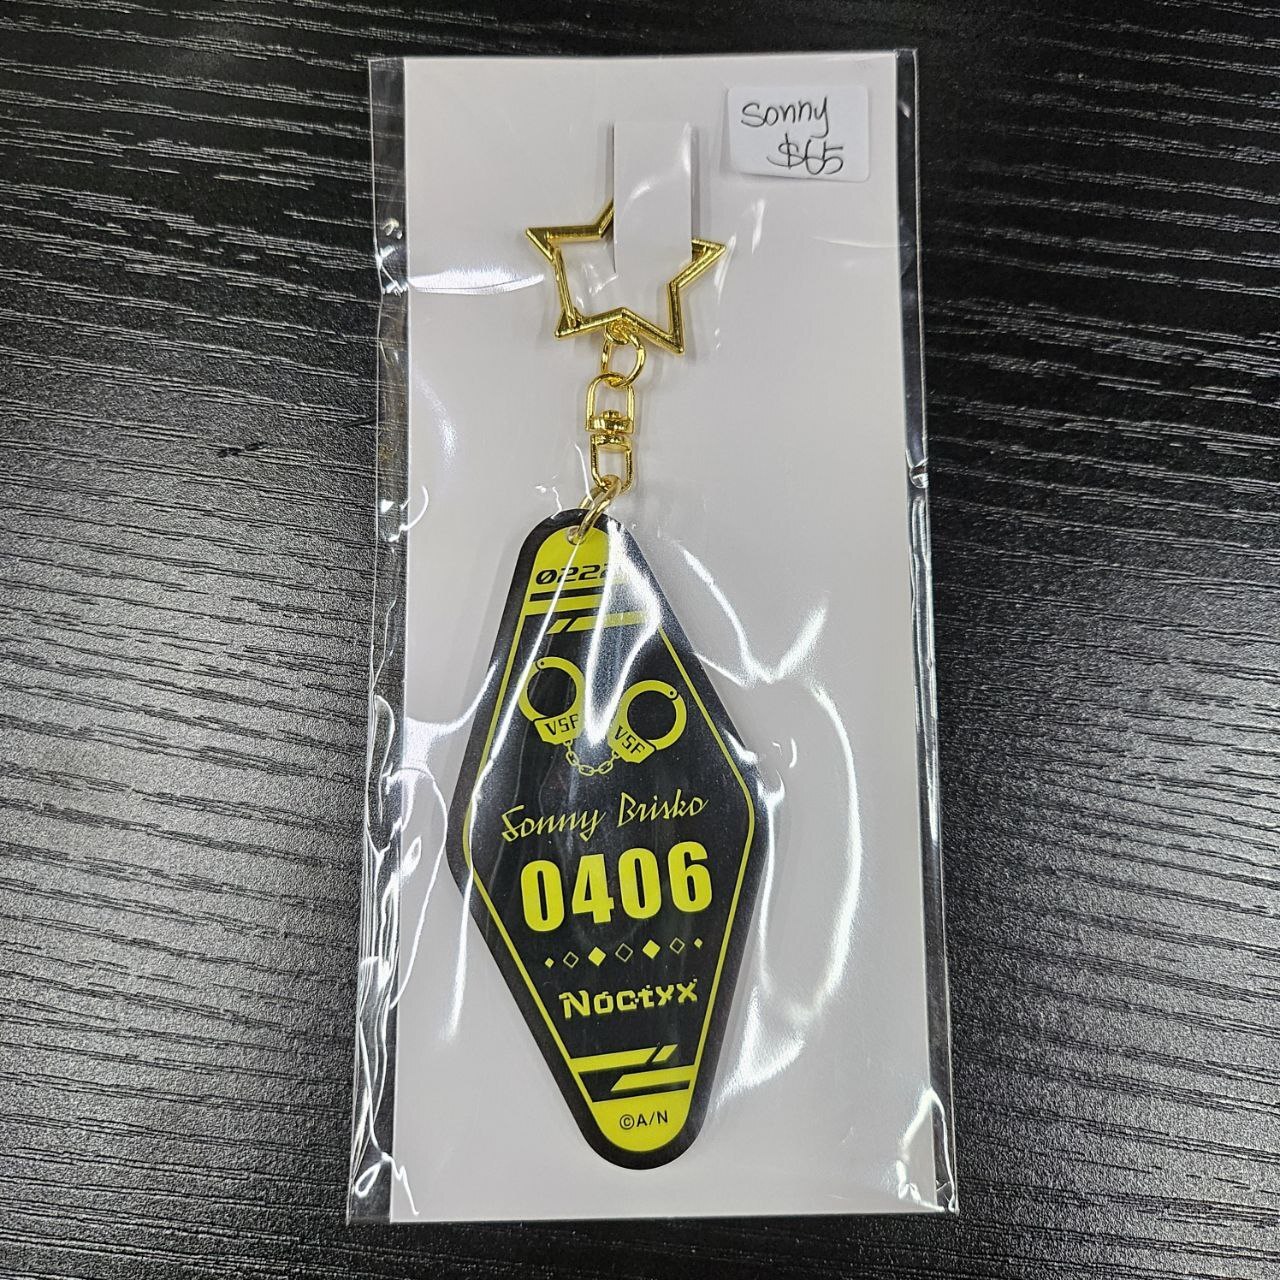 Sonny
$65
VSF
VSF
Sonny Brisko
0406
Noctyx
©A/N